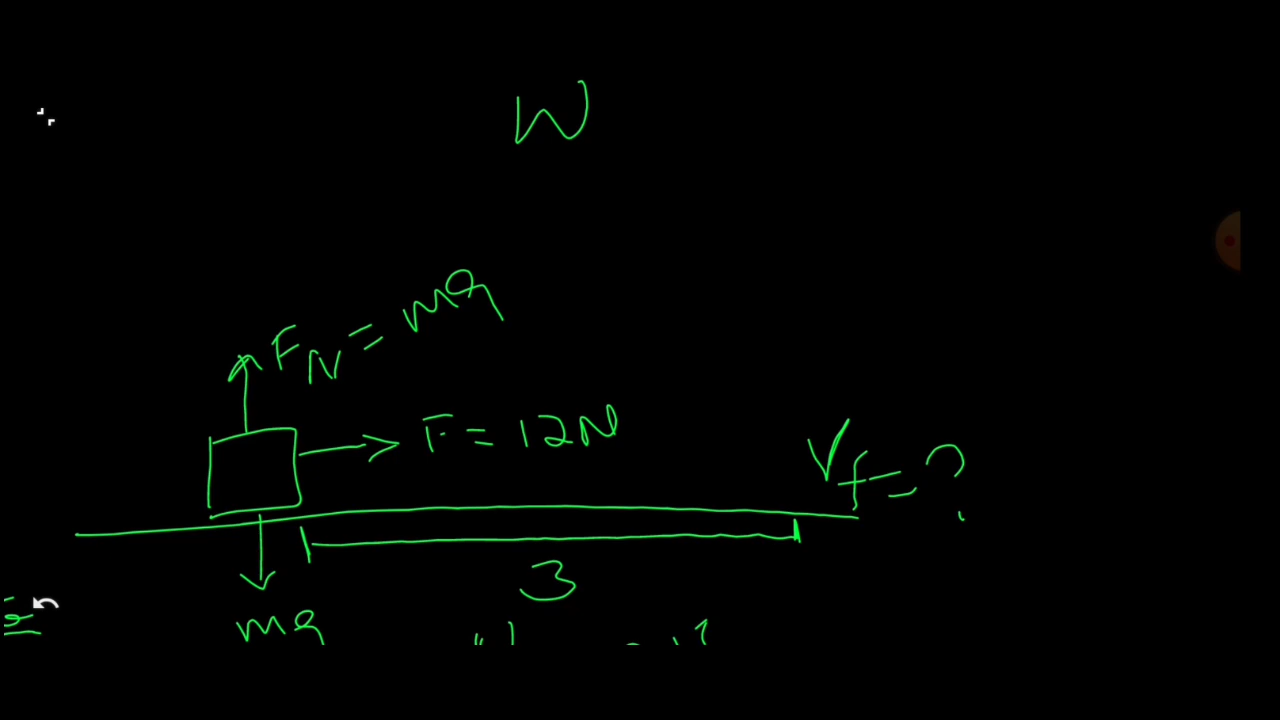 W
F_N = mg
F = 12N
V_f = ?
3
mg